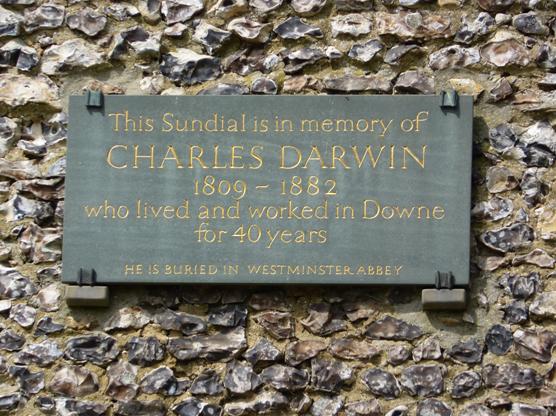 This Sundial is in memory of
CHARLES DARWIN
1809 – 1882
who lived and worked in Downe
for 40 years
HE IS BURIED IN WESTMINSTER ABBEY